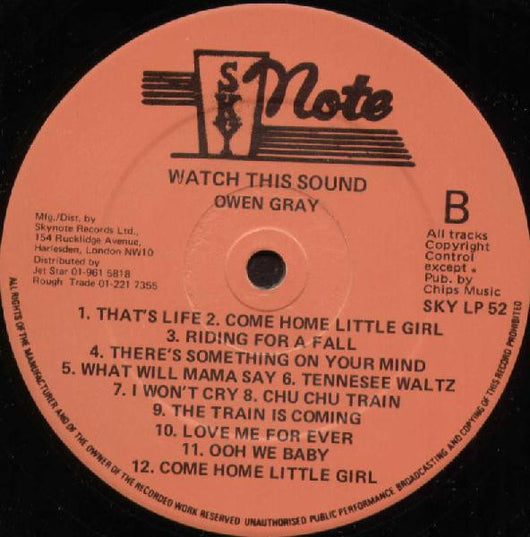 SKY Note
WATCH THIS SOUND
OWEN GRAY
B
Mfg./Dist. by
Skynote Records Ltd.,
154 Rucklidge Avenue,
Harlesden, London NW10
Distributed by
Jet Star 01-961 5818
Rough Trade 01-221 7355
All tracks
Copyright
Control
except •
Pub. by
Chips Music
SKY LP 52
1. THAT'S LIFE 2. COME HOME LITTLE GIRL
3. RIDING FOR A FALL
4. THERE'S SOMETHING ON YOUR MIND
5. WHAT WILL MAMA SAY 6. TENNESEE WALTZ
7. I WON'T CRY 8. CHU CHU TRAIN
9. THE TRAIN IS COMING
10. LOVE ME FOR EVER
11. OOH WE BABY
12. COME HOME LITTLE GIRL
ALL RIGHTS OF THE MANUFACTURER AND OF THE OWNER OF THE RECORDED WORK RESERVED UNAUTHORISED PUBLIC PERFORMANCE BROADCASTING AND COPYING OF THIS RECORD PROHIBITED